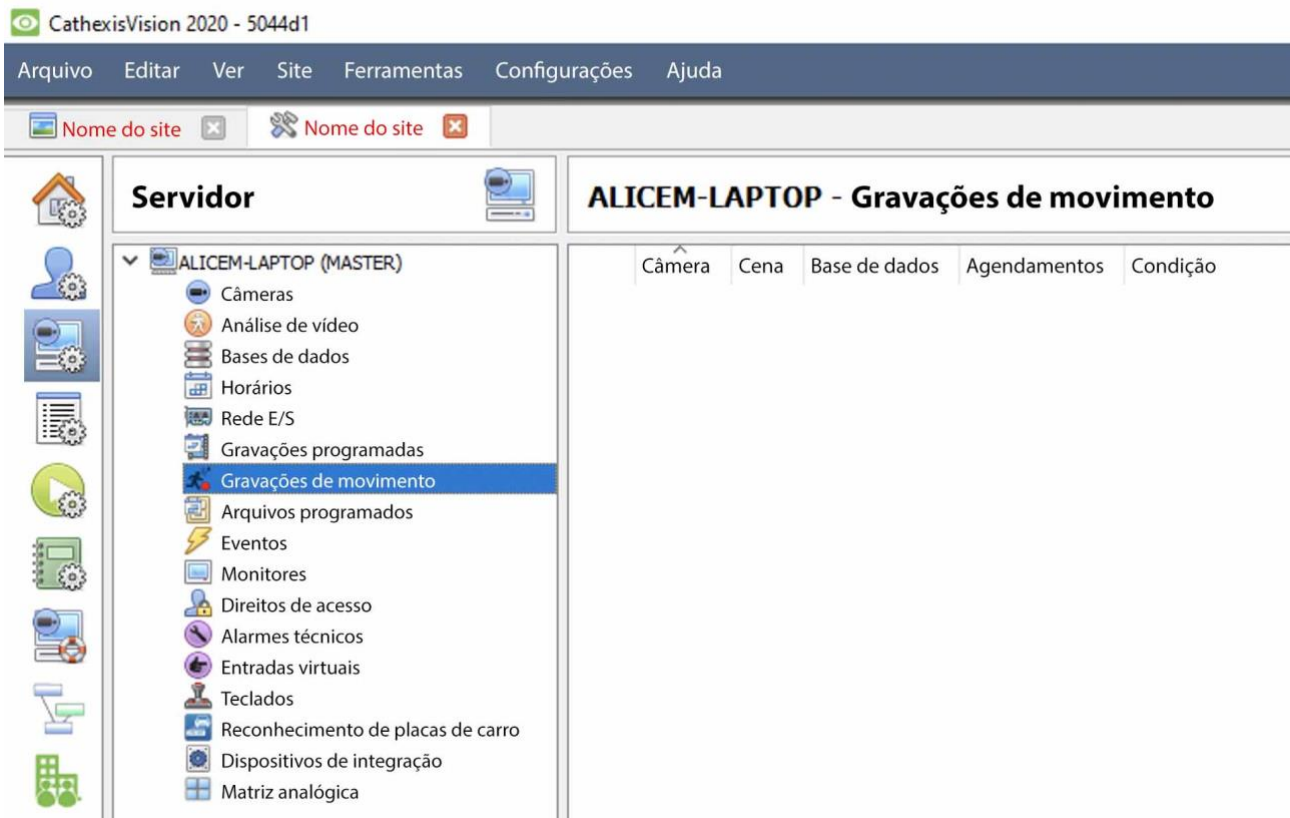 CathexisVision 2020 - 5044d1
Arquivo Editar Ver Site Ferramentas Configurações Ajuda
Nome do site Nome do site
Servidor
ALICEM-LAPTOP - Gravações de movimento
ALICEM-LAPTOP (MASTER)
Câmeras
Análise de vídeo
Bases de dados
Horários
Rede E/S
Gravações programadas
Gravações de movimento
Arquivos programados
Eventos
Monitores
Direitos de acesso
Alarmes técnicos
Entradas virtuais
Teclados
Reconhecimento de placas de carro
Dispositivos de integração
Matriz analógica
Câmera Cena Base de dados Agendamentos Condição